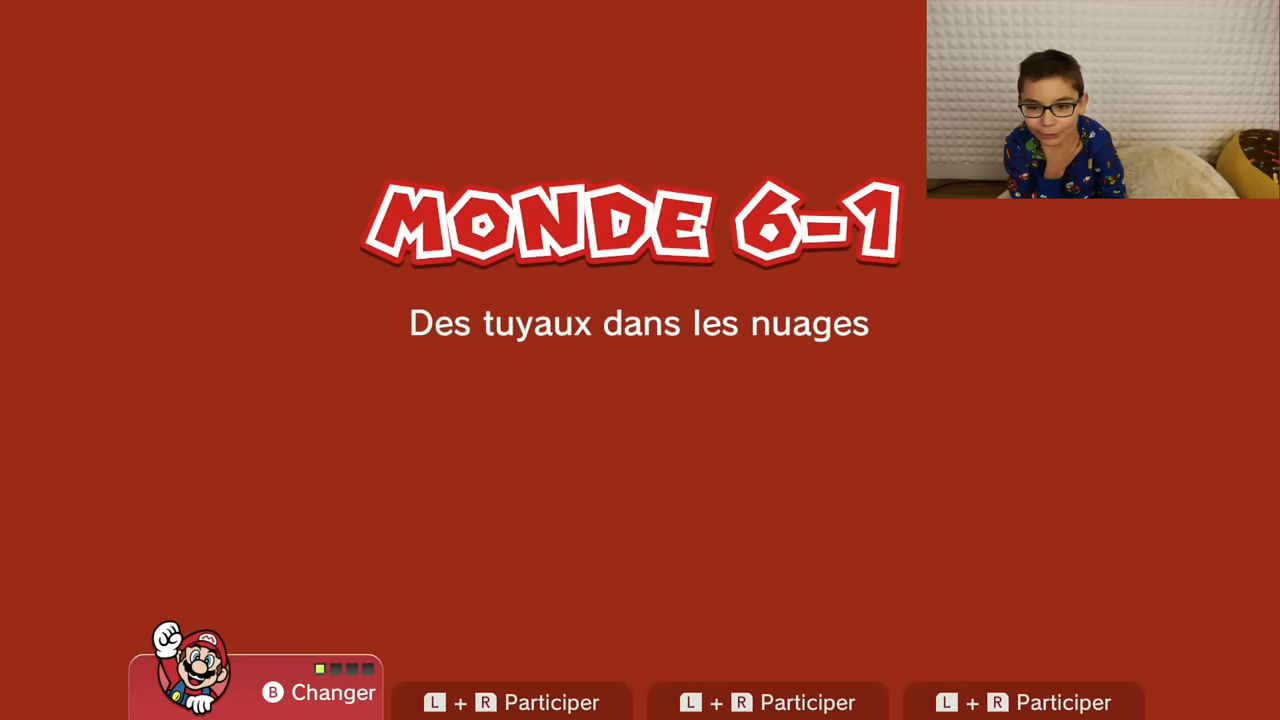 MONDE 6-1
Des tuyaux dans les nuages
B Changer
L + R Participer
L + R Participer
L + R Participer